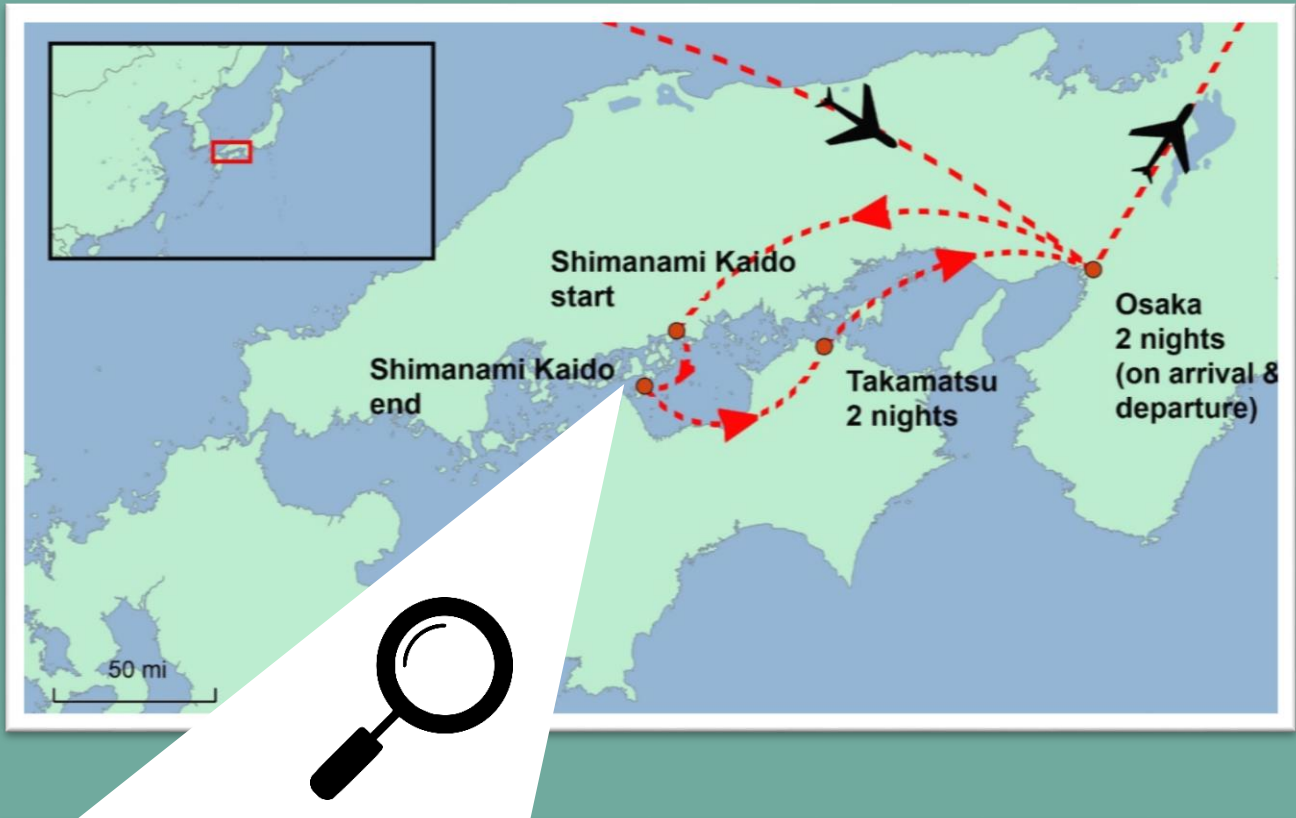 Shimanami Kaido
start
Shimanami Kaido
end
Takamatsu
2 nights
Osaka
2 nights
(on arrival &
departure)
50 mi